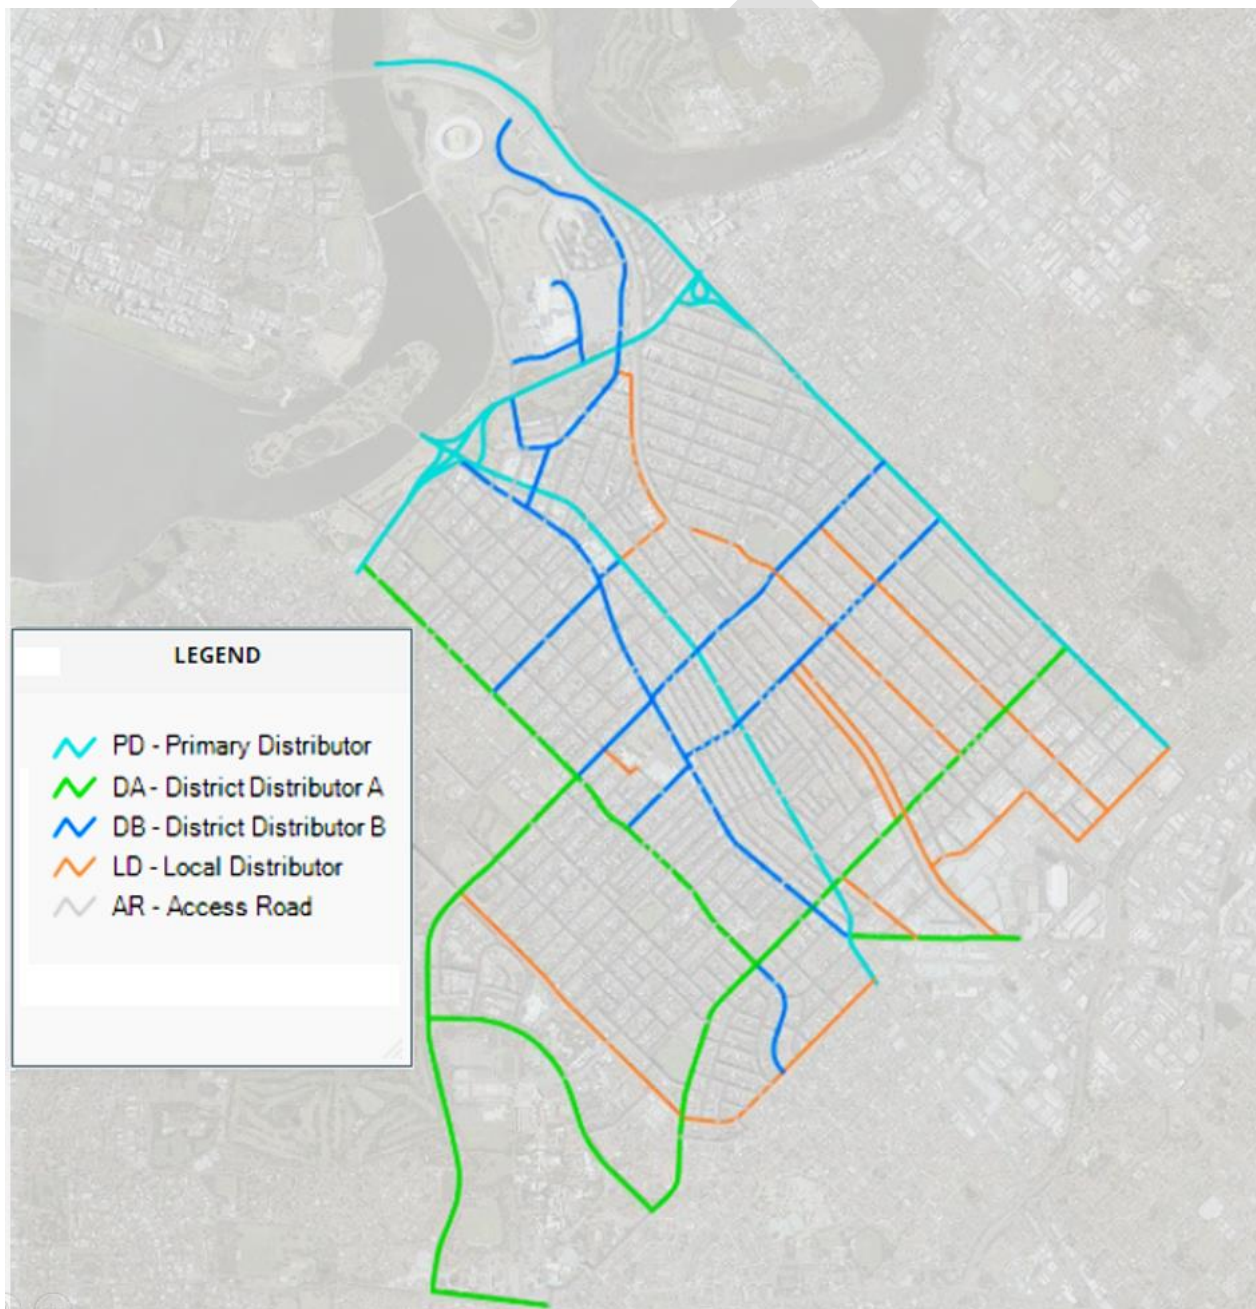 LEGEND
PD - Primary Distributor
DA - District Distributor A
DB - District Distributor B
LD - Local Distributor
AR - Access Road